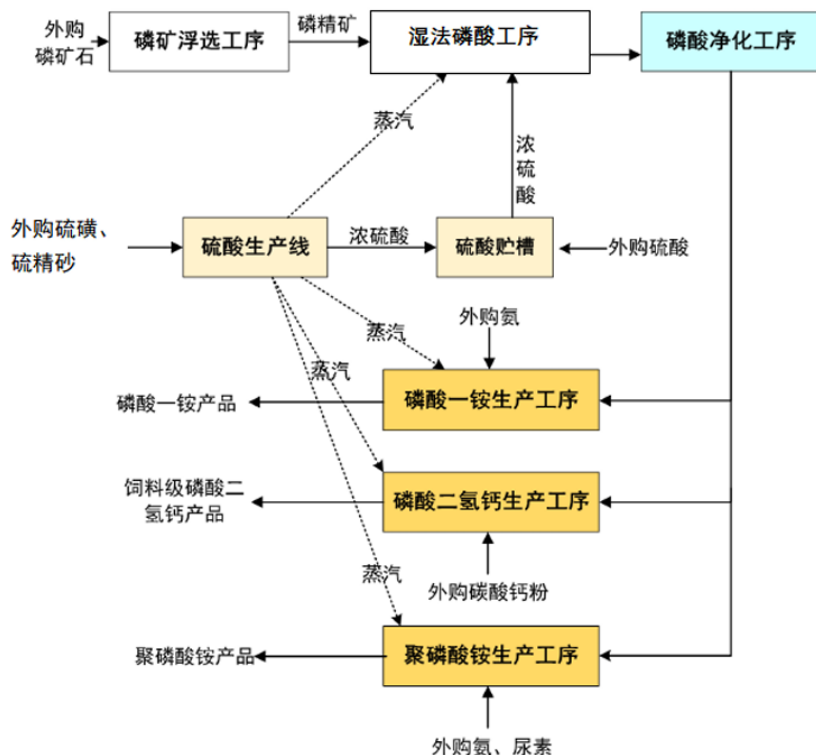 外购
磷矿石
磷矿浮选工序
磷精矿
湿法磷酸工序
磷酸净化工序
蒸汽
浓
硫
酸
外购硫磺、
硫精砂
硫酸生产线
浓硫酸
硫酸贮槽
外购硫酸
蒸汽
外购氨
蒸汽
磷酸一铵产品
磷酸一铵生产工序
饲料级磷酸二
氢钙产品
磷酸二氢钙生产工序
蒸汽
外购碳酸钙粉
聚磷酸铵产品
聚磷酸铵生产工序
外购氨、尿素